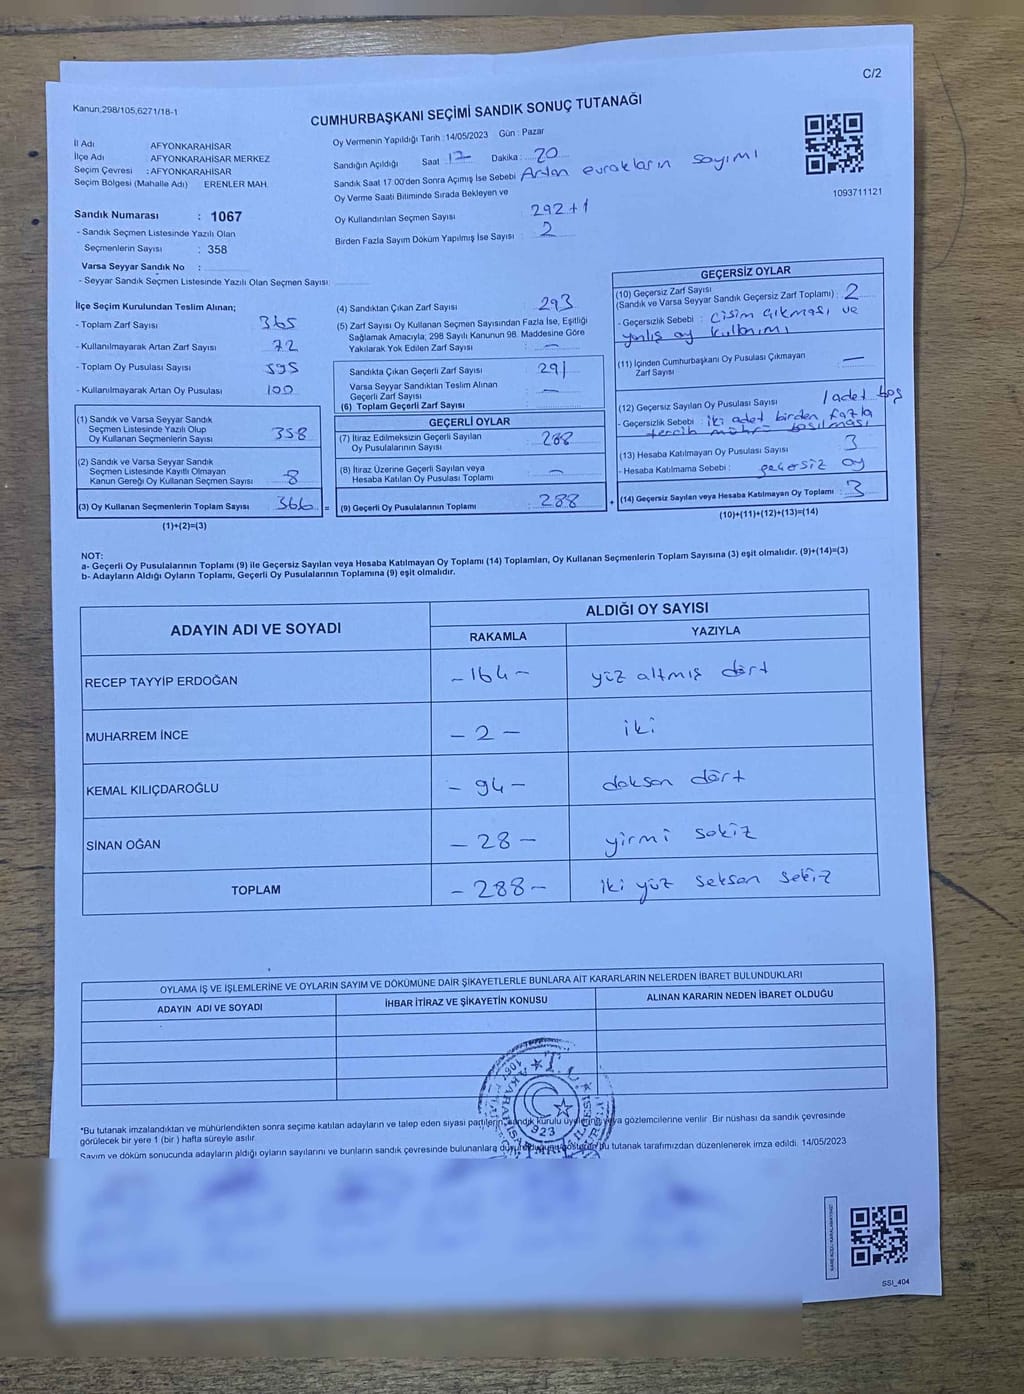 C/2
Kanun,298/105,6271/18-1
CUMHURBAŞKANI SEÇİMİ SANDIK SONUÇ TUTANAĞI
İl Adı AFYONKARAHİSAR
İlçe Adı AFYONKARAHİSAR MERKEZ
Seçim Çevresi : AFYONKARAHİSAR
Seçim Bölgesi (Mahalle Adı) ERENLER MAH.
Oy Vermenin Yapıldığı Tarih :14/05/2023 Gün : Pazar
Sandığın Açıldığı Saat 17 Dakika : 20
Sandık Saat 17.00'den Sonra Açımış İse Sebebi Artan evrakların sayımı
Oy Verme Saati Bitiminde Sırada Bekleyen ve
Oy Kullandırılan Seçmen Sayısı : 292+1
Birden Fazla Sayım Döküm Yapılmış İse Sayısı : 2
1093711121
Sandık Numarası : 1067
- Sandık Seçmen Listesinde Yazılı Olan
Seçmenlerin Sayısı : 358
Varsa Seyyar Sandık No :
- Seyyar Sandık Seçmen Listesinde Yazılı Olan Seçmen Sayısı:
İlçe Seçim Kurulundan Teslim Alınan;
- Toplam Zarf Sayısı 365
- Kullanılmayarak Artan Zarf Sayısı 72
- Toplam Oy Pusulası Sayısı 395
- Kullanılmayarak Artan Oy Pusulası 100
(1) Sandık ve Varsa Seyyar Sandık
Seçmen Listesinde Yazılı Olup
Oy Kullanan Seçmenlerin Sayısı 358
(2) Sandık ve Varsa Seyyar Sandık
Seçmen Listesinde Kayıtlı Olmayan
Kanun Gereği Oy Kullanan Seçmen Sayısı 8
(3) Oy Kullanan Seçmenlerin Toplam Sayısı 366 =
(1)+(2)=(3)
(4) Sandıktan Çıkan Zarf Sayısı 293
(5) Zarf Sayısı Oy Kullanan Seçmen Sayısından Fazla İse, Eşitliği
Sağlamak Amacıyla; 298 Sayılı Kanunun 98. Maddesine Göre
Yakılarak Yok Edilen Zarf Sayısı : —
Sandıkta Çıkan Geçerli Zarf Sayısı 291
Varsa Seyyar Sandıktan Teslim Alınan
Geçerli Zarf Sayısı —
(6) Toplam Geçerli Zarf Sayısı
GEÇERLİ OYLAR
(7) İtiraz Edilmeksizin Geçerli Sayılan
Oy Pusulalarının Sayısı : 288
(8) İtiraz Üzerine Geçerli Sayılan veya
Hesaba Katılan Oy Pusulası Toplamı —
(9) Geçerli Oy Pusulalarının Toplamı : 288 +
GEÇERSİZ OYLAR
(10) Geçersiz Zarf Sayısı
(Sandık ve Varsa Seyyar Sandık Geçersiz Zarf Toplamı) : 2
- Geçersizlik Sebebi : Cisim çıkması ve
yanlış oy kullanımı
(11) İçinden Cumhurbaşkanı Oy Pusulası Çıkmayan
Zarf Sayısı —
(12) Geçersiz Sayılan Oy Pusulası Sayısı 1 adet boş
- Geçersizlik Sebebi : iki adet birden fazla
tercih mührü basılması
(13) Hesaba Katılmayan Oy Pusulası Sayısı 3
- Hesaba Katılmama Sebebi : geçersiz oy
(14) Geçersiz Sayılan veya Hesaba Katılmayan Oy Toplamı : 3
(10)+(11)+(12)+(13)=(14)
NOT:
a- Geçerli Oy Pusulalarının Toplamı (9) ile Geçersiz Sayılan veya Hesaba Katılmayan Oy Toplamı (14) Toplamları, Oy Kullanan Seçmenlerin Toplam Sayısına (3) eşit olmalıdır. (9)+(14)=(3)
b- Adayların Aldığı Oyların Toplamı, Geçerli Oy Pusulalarının Toplamına (9) eşit olmalıdır.
ADAYIN ADI VE SOYADI ALDIĞI OY SAYISI
RAKAMLA YAZIYLA
RECEP TAYYİP ERDOĞAN -164- yüz altmış dört
MUHARREM İNCE -2- iki
KEMAL KILIÇDAROĞLU -94- doksan dört
SİNAN OĞAN -28- yirmi sekiz
TOPLAM -288- iki yüz seksen sekiz
OYLAMA İŞ VE İŞLEMLERİNE VE OYLARIN SAYIM VE DÖKÜMÜNE DAİR ŞİKAYETLERLE BUNLARA AİT KARARLARIN NELERDEN İBARET BULUNDUKLARI
ADAYIN ADI VE SOYADI İHBAR İTİRAZ VE ŞİKAYETİN KONUSU ALINAN KARARIN NEDEN İBARET OLDUĞU
*Bu tutanak imzalandıktan ve mühürlendikten sonra seçime katılan adayların ve talep eden siyasi partilerin sandık kurulu üyelerine veya gözlemcilerine verilir. Bir nüshası da sandık çevresinde
görülecek bir yere 1 (bir ) hafta süreyle asılır.
Sayım ve döküm sonucunda adayların aldığı oyların sayılarını ve bunların sandık çevresinde bulunanlara tutanak tarafımızdan düzenlenerek imza edildi. 14/05/2023
SSI_404